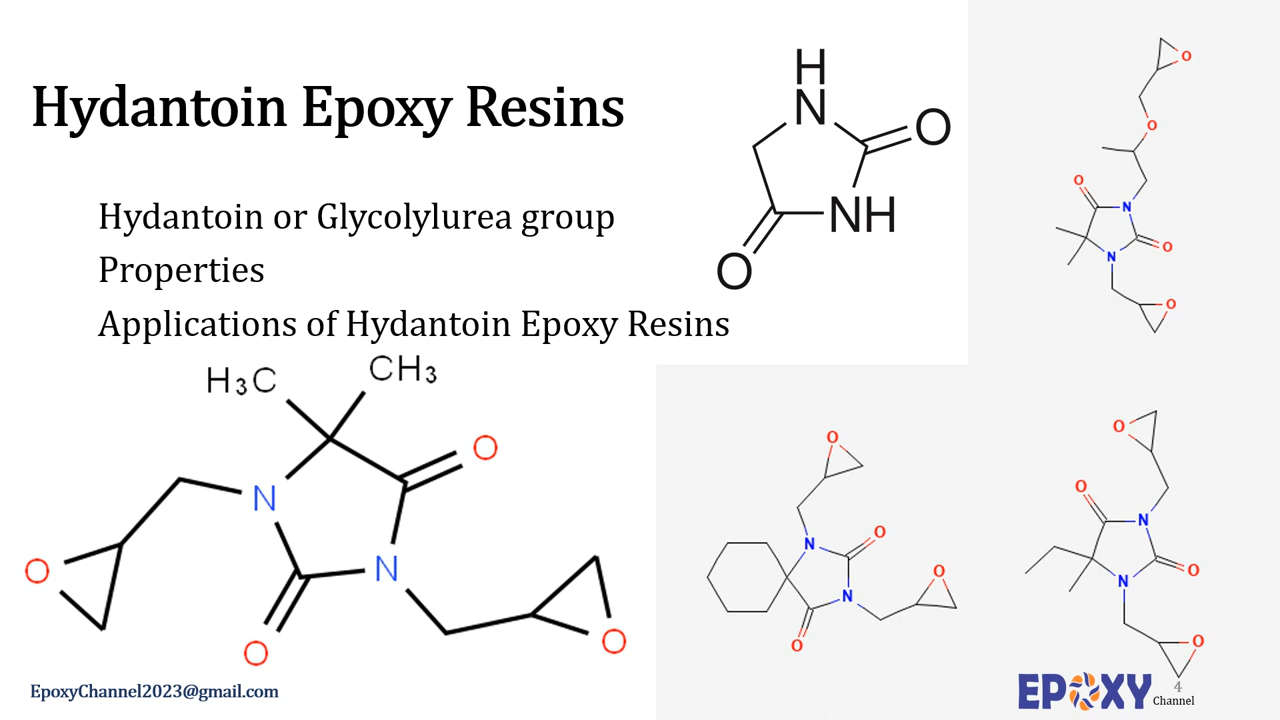 Hydantoin Epoxy Resins
Hydantoin or Glycolylurea group
Properties
Applications of Hydantoin Epoxy Resins
H
N
O
NH
O
O
O
O
N
O
N
O
H₃C
CH₃
O
N
N
O
O
O
O
N
O
N
O
O
O
O
N
O
N
O
EpoxyChannel2023@gmail.com
EPOXY
Channel
4